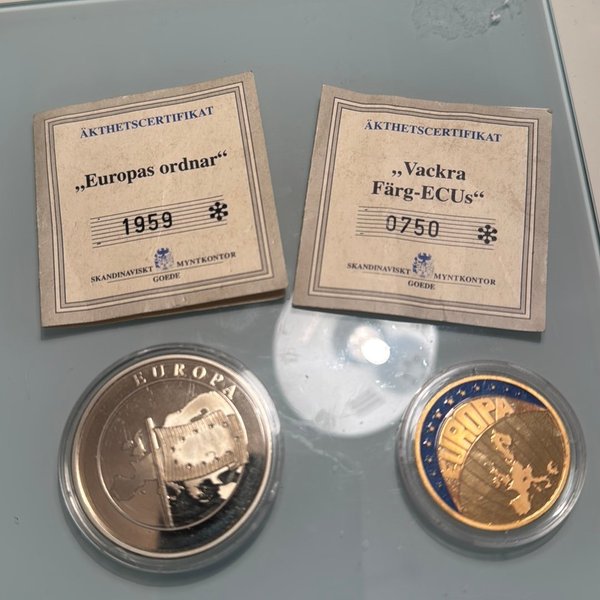 ÄKTHETSCERTIFIKAT
„Europas ordnar“
1959
SKANDINAVISKT MYNTKONTOR
GOEDE
ÄKTHETSCERTIFIKAT
„Vackra
Färg-ECUs“
0750
SKANDINAVISKT MYNTKONTOR
GOEDE
EUROPA
EUROPA